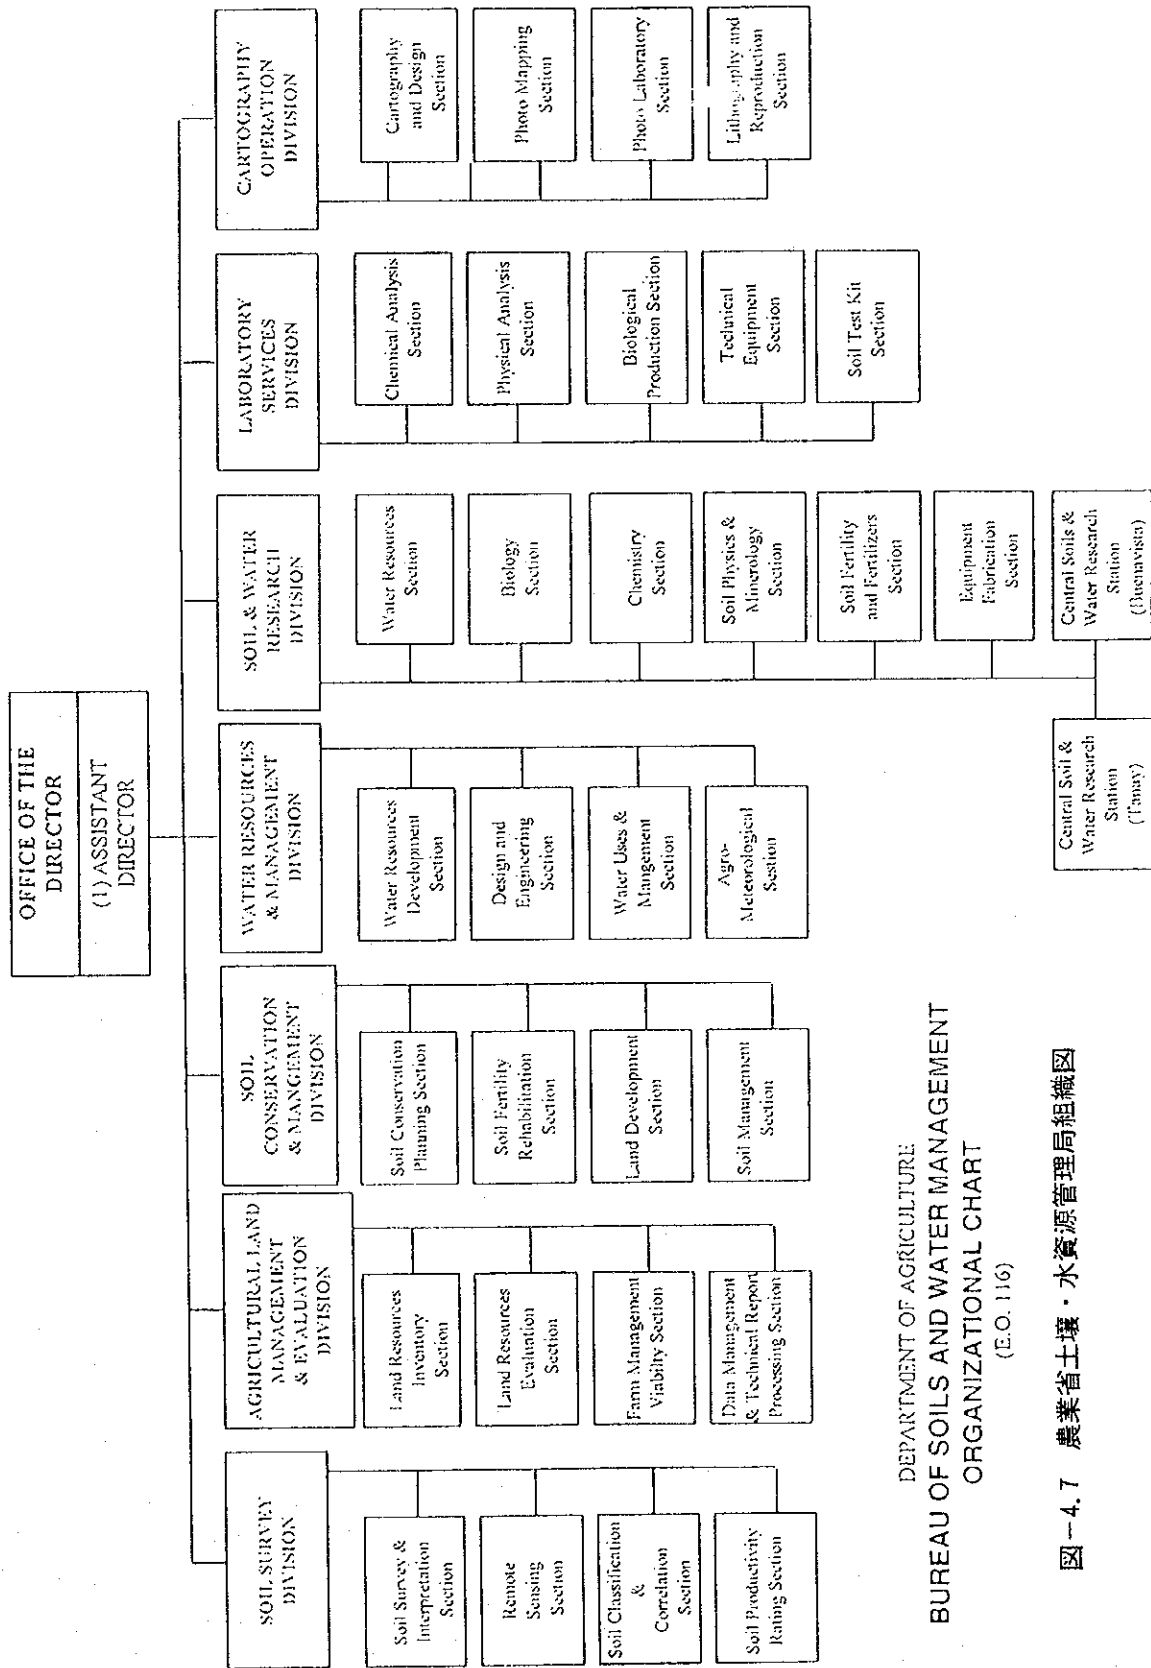 OFFICE OF THE
DIRECTOR
(1) ASSISTANT
DIRECTOR
SOIL SURVEY
DIVISION
Soil Survey &
Interpretation
Section
Remote
Sensing
Section
Soil Classification
&
Correlation
Section
Soil Productivity
Rating Section
AGRICULTURAL LAND
MANAGEMENT
& EVALUATION
DIVISION
Land Resources
Inventory
Section
Land Resources
Evaluation
Section
Farm Management
Viabilty Section
Data Management
& Technical Report
Processing Section
SOIL
CONSERVATION
& MANGEMENT
DIVISION
Soil Conservation
Planning Section
Soil Fertility
Rehabilitation
Section
Land Development
Section
Soil Management
Section
WATER RESOURCES
& MANAGEMENT
DIVISION
Water Resources
Development
Section
Design and
Engineering
Section
Water Uses &
Mangement
Section
Agro-
Meteorological
Sestion
SOIL & WATER
RESEARCH
DIVISION
Water Resources
Section
Biology
Section
Chemistry
Section
Soil Physics &
Minerology
Section
Soil Fertility
and Fertilizers
Section
Equipment
Fabrication
Section
Central Soils &
Water Research
Station
(Buenavista)
Central Soil &
Water Research
Station
(Tanay)
LABORATORY
SERVICES
DIVISION
Chemical Analysis
Section
Physical Analysis
Section
Biological
Production Section
Technical
Equipment
Section
Soil Test Kit
Section
CARTOGRAPHY
OPERATION
DIVISION
Cartography
and Design
Section
Photo Mapping
Section
Photo Laboratory
Section
Lithography and
Reproduction
Section
DEPARTMENT OF AGRICULTURE
BUREAU OF SOILS AND WATER MANAGEMENT
ORGANIZATIONAL CHART
(E.O. 116)
図－4.7 農業省土壌・水資源管理局組織図